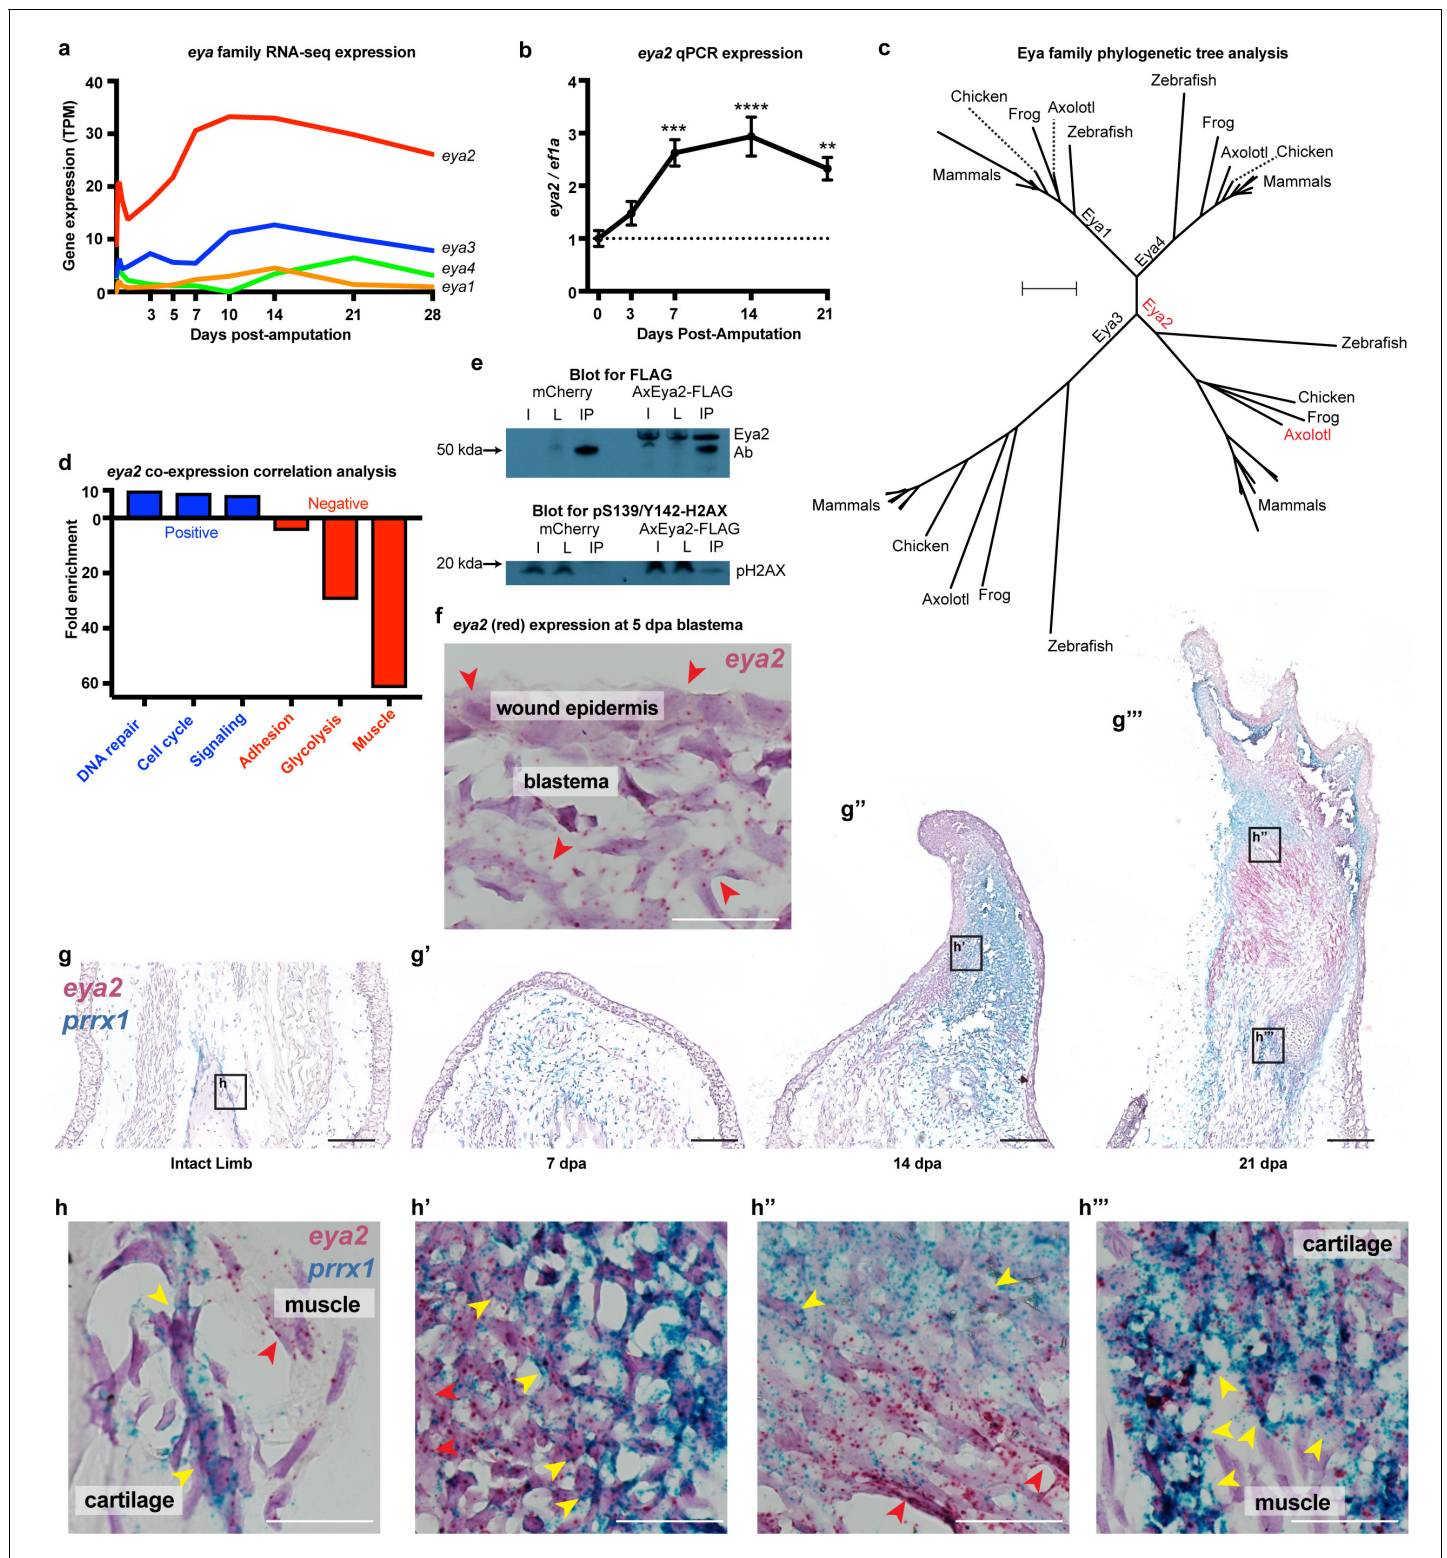 a
eya family RNA-seq expression
Gene expression (TPM)
40
30
20
10
0
3 5 7 10 14 21 28
Days post-amputation
eya2
eya3
eya4
eya1
b
eya2 qPCR expression
eya2 / ef1a
4
3
2
1
0
***
****
**
0 3 7 14 21
Days Post-Amputation
c
Eya family phylogenetic tree analysis
Chicken
Frog
Axolotl
Zebrafish
Mammals
Eya1
Zebrafish
Frog
Axolotl
Chicken
Mammals
Eya4
Eya3
Eya2
Zebrafish
Chicken
Frog
Axolotl
Mammals
Mammals
Chicken
Axolotl
Frog
Zebrafish
d
eya2 co-expression correlation analysis
Fold enrichment
10
0
20
40
60
Positive
Negative
DNA repair
Cell cycle
Signaling
Adhesion
Glycolysis
Muscle
e
Blot for FLAG
mCherry AxEya2-FLAG
I L IP I L IP
50 kda
Eya2
Ab
Blot for pS139/Y142-H2AX
mCherry AxEya2-FLAG
I L IP I L IP
20 kda
pH2AX
f
eya2 (red) expression at 5 dpa blastema
eya2
wound epidermis
blastema
g
eya2
prrx1
h
Intact Limb
g’
7 dpa
g’’
h’
14 dpa
g’’’
h’’
h’’’
21 dpa
h
eya2
prrx1
muscle
cartilage
h’
h’’
h’’’
cartilage
muscle